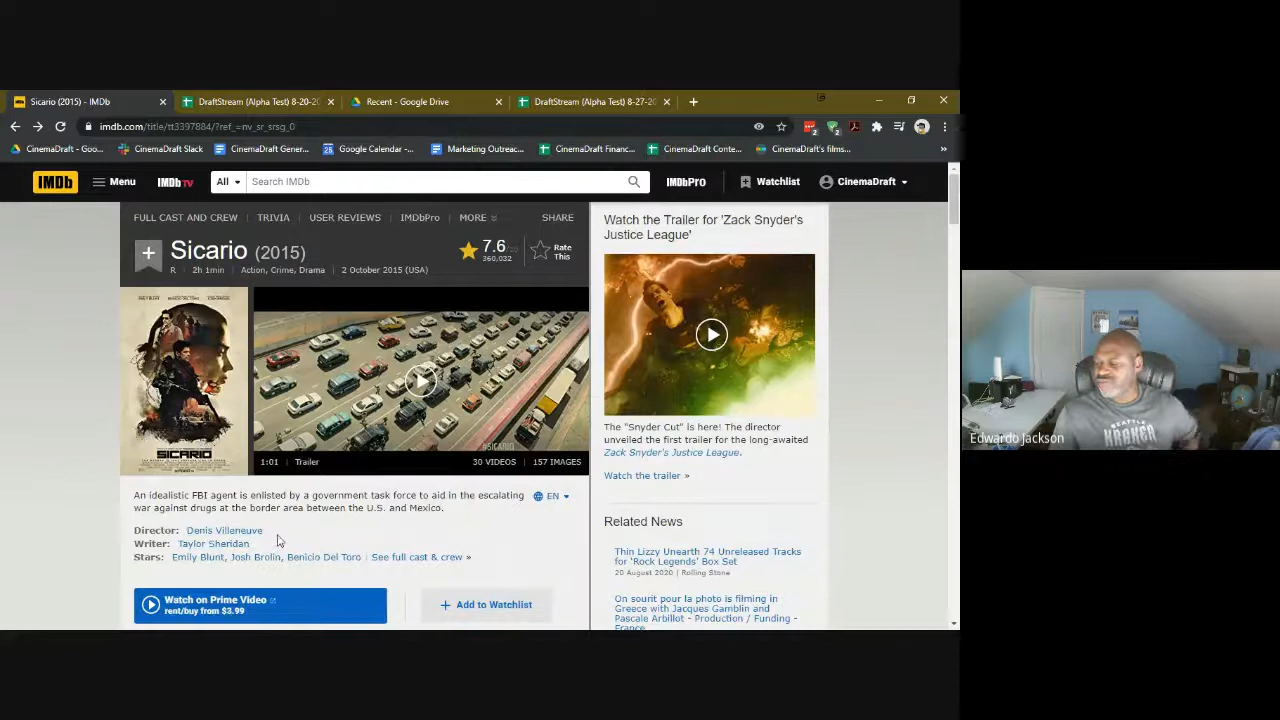 Sicario (2015) - IMDb
DraftStream (Alpha Test) 8-20-20
Recent - Google Drive
DraftStream (Alpha Test) 8-27-20
imdb.com/title/tt3397884/?ref_=nv_sr_srsg_0
2
2
CinemaDraft - Goo...
CinemaDraft Slack
CinemaDraft Gener...
Google Calendar -...
Marketing Outreac...
CinemaDraft Financ...
CinemaDraft Conte...
CinemaDraft's films...
IMDb
Menu
IMDb TV
All
Search IMDb
IMDbPro
Watchlist
CinemaDraft
FULL CAST AND CREW
TRIVIA
USER REVIEWS
IMDbPro
MORE
SHARE
Sicario (2015)
7.6
360,032
Rate
This
R
2h 1min
Action, Crime, Drama
2 October 2015 (USA)
SICARIO
#SICARIO
1:01
Trailer
30 VIDEOS
157 IMAGES
An idealistic FBI agent is enlisted by a government task force to aid in the escalating
war against drugs at the border area between the U.S. and Mexico.
EN
Director: Denis Villeneuve
Writer: Taylor Sheridan
Stars: Emily Blunt, Josh Brolin, Benicio Del Toro | See full cast & crew »
Watch on Prime Video
rent/buy from $3.99
Add to Watchlist
Watch the Trailer for 'Zack Snyder's
Justice League'
The "Snyder Cut" is here! The director
unveiled the first trailer for the long-awaited
Zack Snyder's Justice League.
Watch the trailer »
Related News
Thin Lizzy Unearth 74 Unreleased Tracks
for 'Rock Legends' Box Set
20 August 2020 | Rolling Stone
On sourit pour la photo is filming in
Greece with Jacques Gamblin and
Pascale Arbillot - Production / Funding -
France
SEATTLE
KRAKEN
Edwardo Jackson